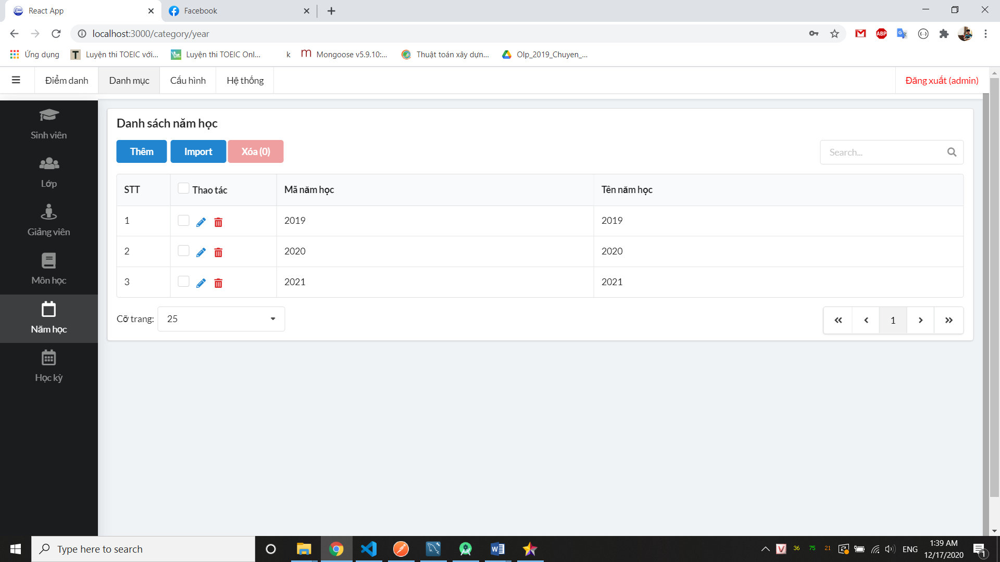 React App
Facebook
localhost:3000/category/year
ABP
Ứng dụng
T
Luyện thi TOEIC với...
Luyện thi TOEIC Onl...
k
m
Mongoose v5.9.10:...
Thuật toán xây dựn...
Olp_2019_Chuyen_...
Điểm danh
Danh mục
Cấu hình
Hệ thống
Đăng xuất (admin)
Sinh viên
Lớp
Giảng viên
Môn học
Năm học
Học kỳ
Danh sách năm học
Thêm
Import
Xóa (0)
Search...
STT
Thao tác
Mã năm học
Tên năm học
1
2019
2019
2
2020
2020
3
2021
2021
Cỡ trang:
25
1
Type here to search
V
36
75
21
ENG
1:39 AM
12/17/2020
1